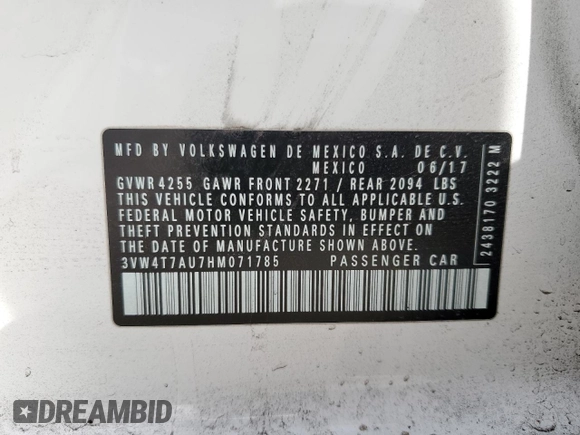 MFD BY VOLKSWAGEN DE MEXICO S.A. DE C.V.
MEXICO 06/17
GVWR 4255 GAWR FRONT 2271 / REAR 2094 LBS
THIS VEHICLE CONFORMS TO ALL APPLICABLE
FEDERAL MOTOR VEHICLE SAFETY, BUMPER AND
THEFT PREVENTION STANDARDS IN EFFECT ON
THE DATE OF MANUFACTURE SHOWN ABOVE.
3VW4T7AU7HM071785 PASSENGER CAR
2438170 3222 M
DREAMBID